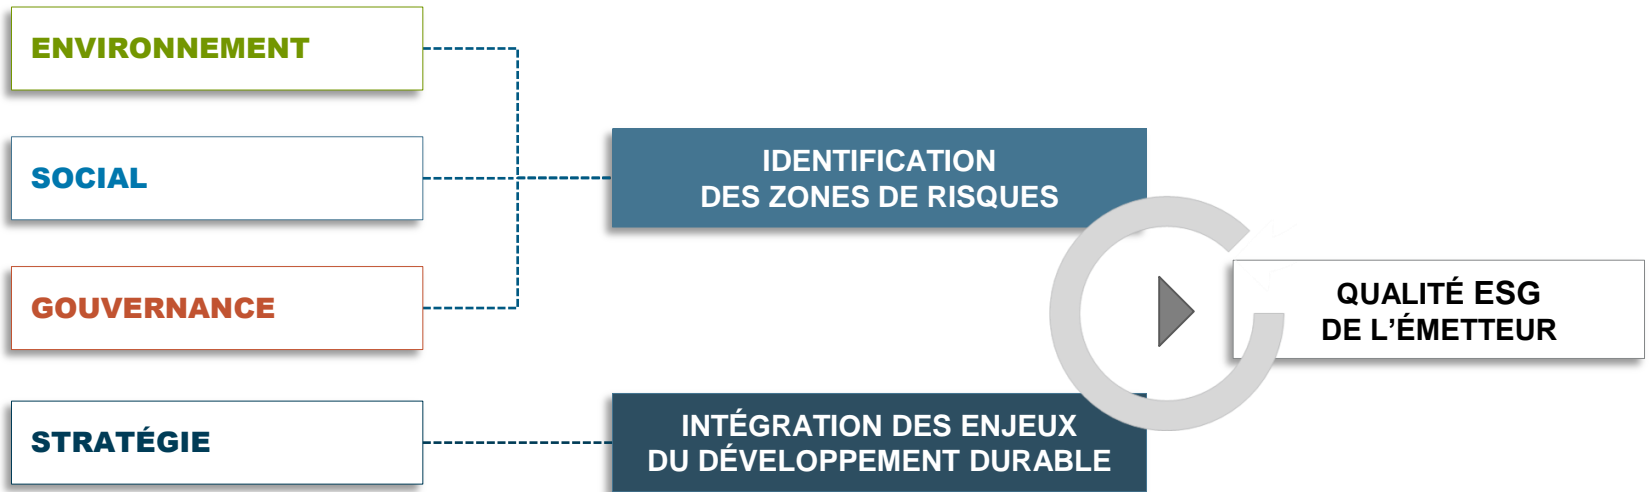 ENVIRONNEMENT
SOCIAL
GOUVERNANCE
STRATÉGIE
IDENTIFICATION
DES ZONES DE RISQUES
INTÉGRATION DES ENJEUX
DU DÉVELOPPEMENT DURABLE
QUALITÉ ESG
DE L’ÉMETTEUR